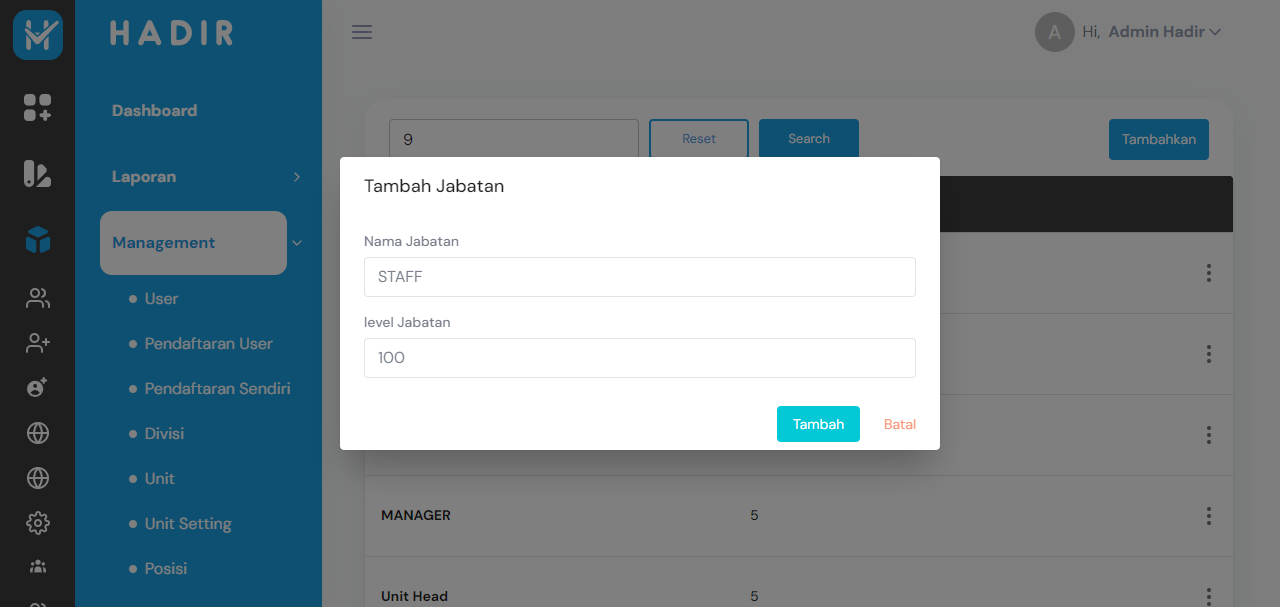 HADIR
Dashboard
Laporan
Management
User
Pendaftaran User
Pendaftaran Sendiri
Divisi
Unit
Unit Setting
Posisi
A Hi, Admin Hadir
9 Reset Search Tambahkan
Tambah Jabatan
Nama Jabatan
STAFF
level Jabatan
100
Tambah Batal
MANAGER 5
Unit Head 5